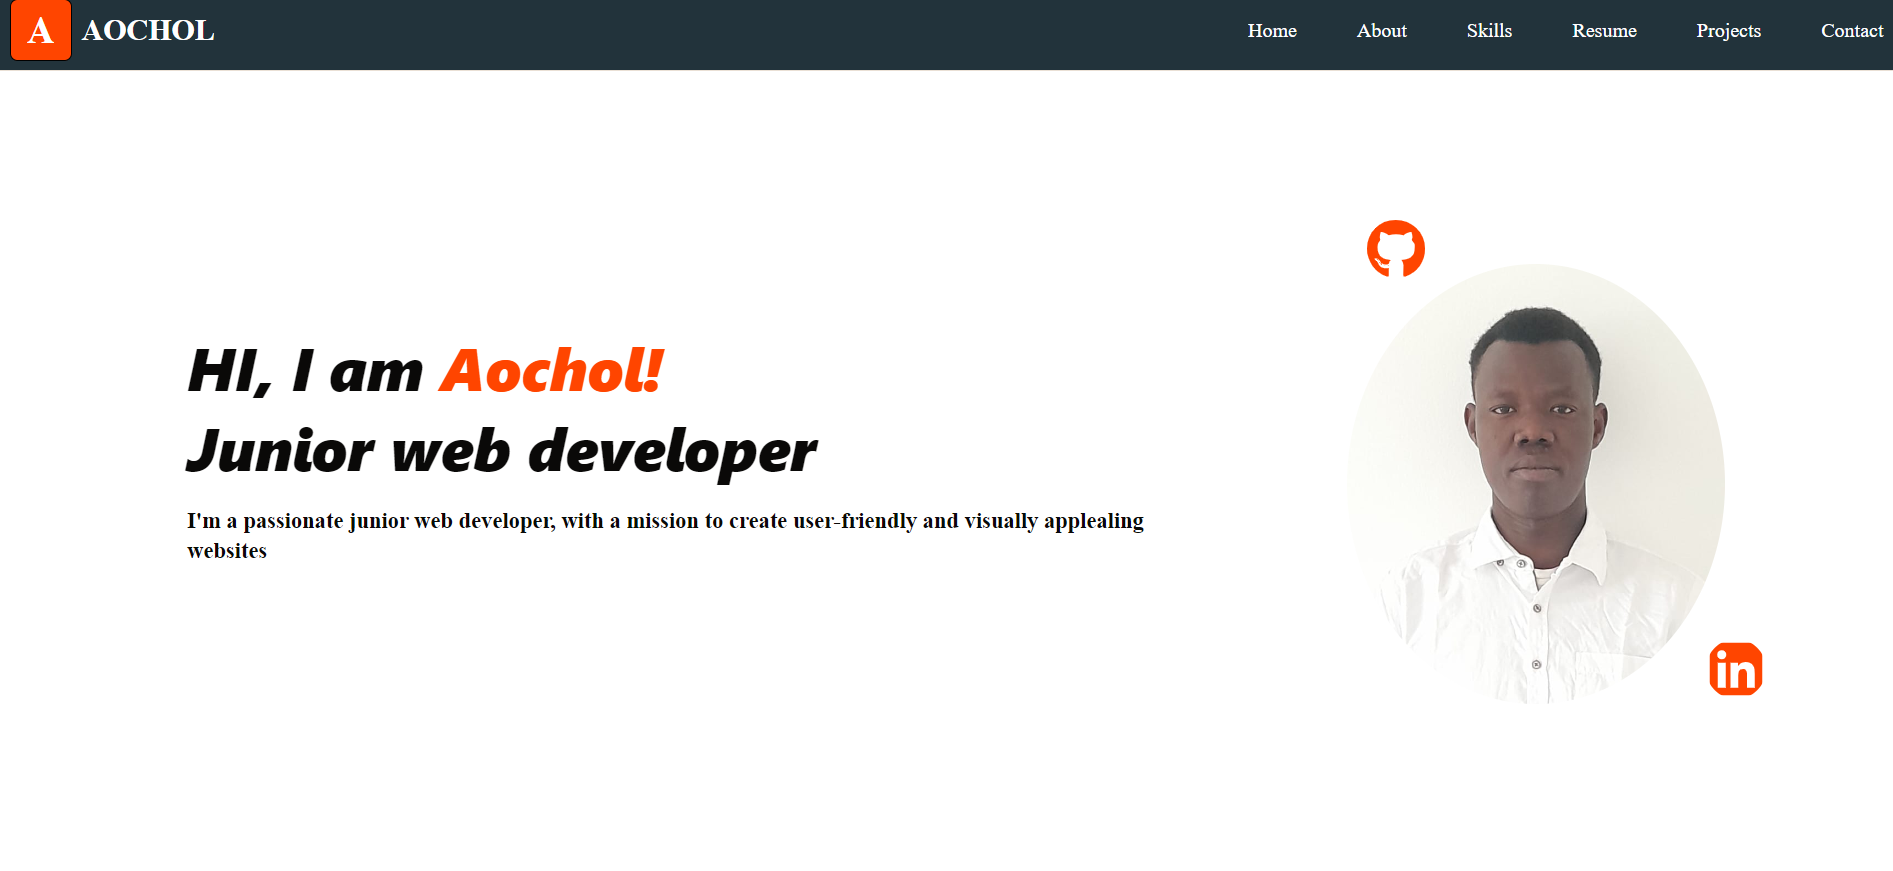 A AOCHOL Home About Skills Resume Projects Contact
HI, I am Aochol!
Junior web developer
I'm a passionate junior web developer, with a mission to create user-friendly and visually applealing
websites
in